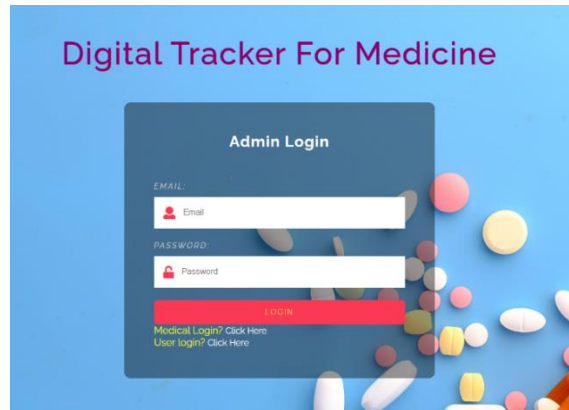 Digital Tracker For Medicine
Admin Login
EMAIL:
Email
PASSWORD:
Password
LOGIN
Medical Login? Click Here
User login? Click Here